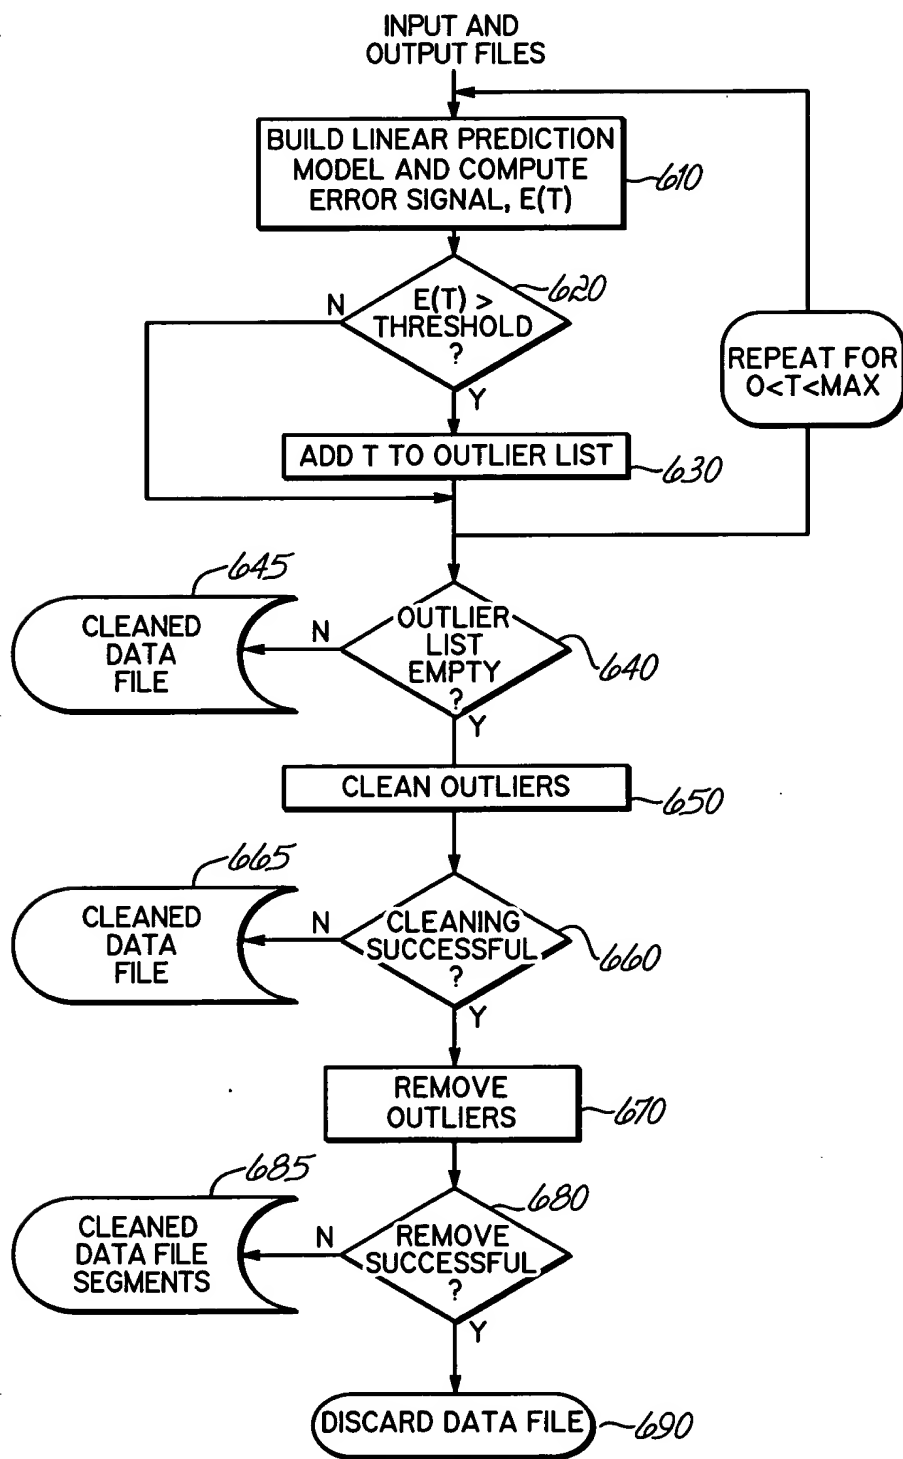 INPUT AND
OUTPUT FILES
BUILD LINEAR PREDICTION
MODEL AND COMPUTE
ERROR SIGNAL, E(T)
610
E(T) >
THRESHOLD
?
620
N
Y
REPEAT FOR
0<T<MAX
ADD T TO OUTLIER LIST
630
645
CLEANED
DATA
FILE
N
OUTLIER
LIST
EMPTY
?
640
Y
CLEAN OUTLIERS
650
665
CLEANED
DATA
FILE
N
CLEANING
SUCCESSFUL
?
660
Y
REMOVE
OUTLIERS
670
685
CLEANED
DATA FILE
SEGMENTS
N
REMOVE
SUCCESSFUL
?
680
Y
DISCARD DATA FILE
690